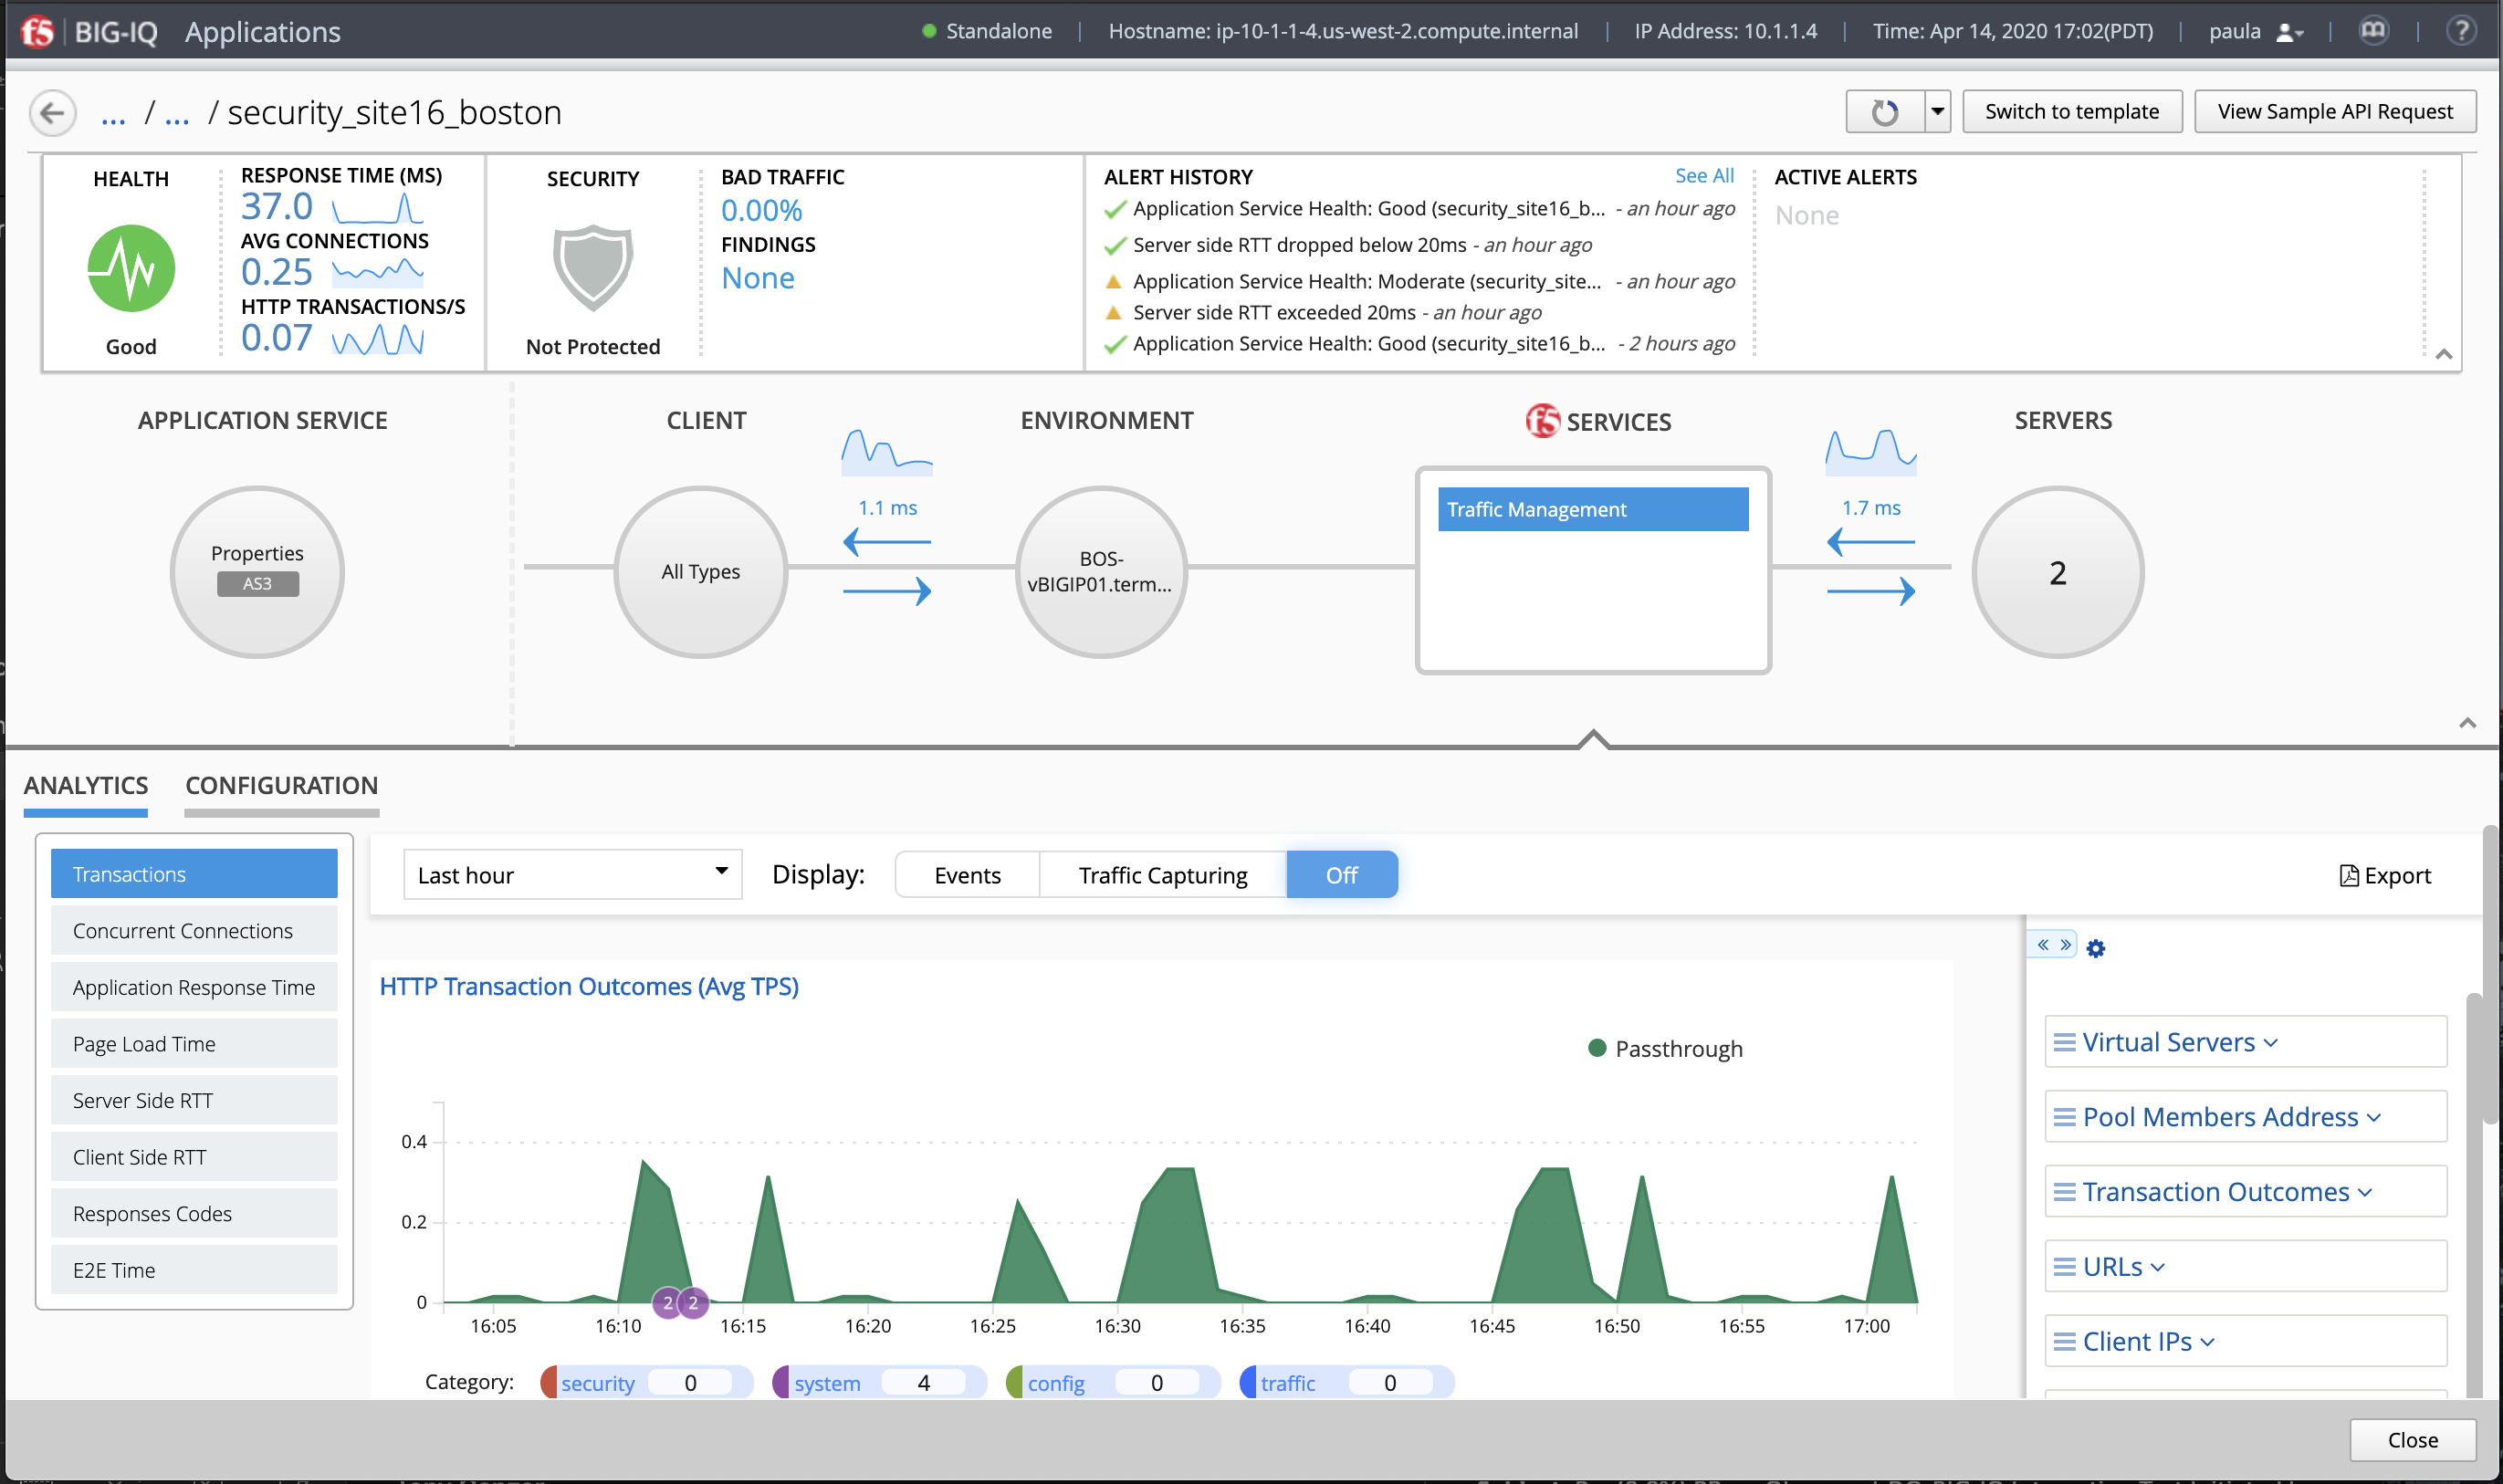 f5 BIG-IQ Applications
Standalone | Hostname: ip-10-1-1-4.us-west-2.compute.internal | IP Address: 10.1.1.4 | Time: Apr 14, 2020 17:02(PDT) | paula ?
... / ... / security_site16_boston
Switch to template
View Sample API Request
HEALTH
Good
RESPONSE TIME (MS)
37.0
AVG CONNECTIONS
0.25
HTTP TRANSACTIONS/S
0.07
SECURITY
Not Protected
BAD TRAFFIC
0.00%
FINDINGS
None
ALERT HISTORY See All
Application Service Health: Good (security_site16_b... - an hour ago
Server side RTT dropped below 20ms - an hour ago
Application Service Health: Moderate (security_site... - an hour ago
Server side RTT exceeded 20ms - an hour ago
Application Service Health: Good (security_site16_b... - 2 hours ago
ACTIVE ALERTS
None
APPLICATION SERVICE
Properties
AS3
CLIENT
All Types
1.1 ms
ENVIRONMENT
BOS-
vBIGIP01.term...
f5 SERVICES
Traffic Management
1.7 ms
SERVERS
2
ANALYTICS
CONFIGURATION
Transactions
Concurrent Connections
Application Response Time
Page Load Time
Server Side RTT
Client Side RTT
Responses Codes
E2E Time
Last hour
Display:
Events
Traffic Capturing
Off
Export
HTTP Transaction Outcomes (Avg TPS)
Passthrough
0.4
0.2
0
2 2
16:05 16:10 16:15 16:20 16:25 16:30 16:35 16:40 16:45 16:50 16:55 17:00
Category: security 0 system 4 config 0 traffic 0
« »
Virtual Servers
Pool Members Address
Transaction Outcomes
URLs
Client IPs
Close